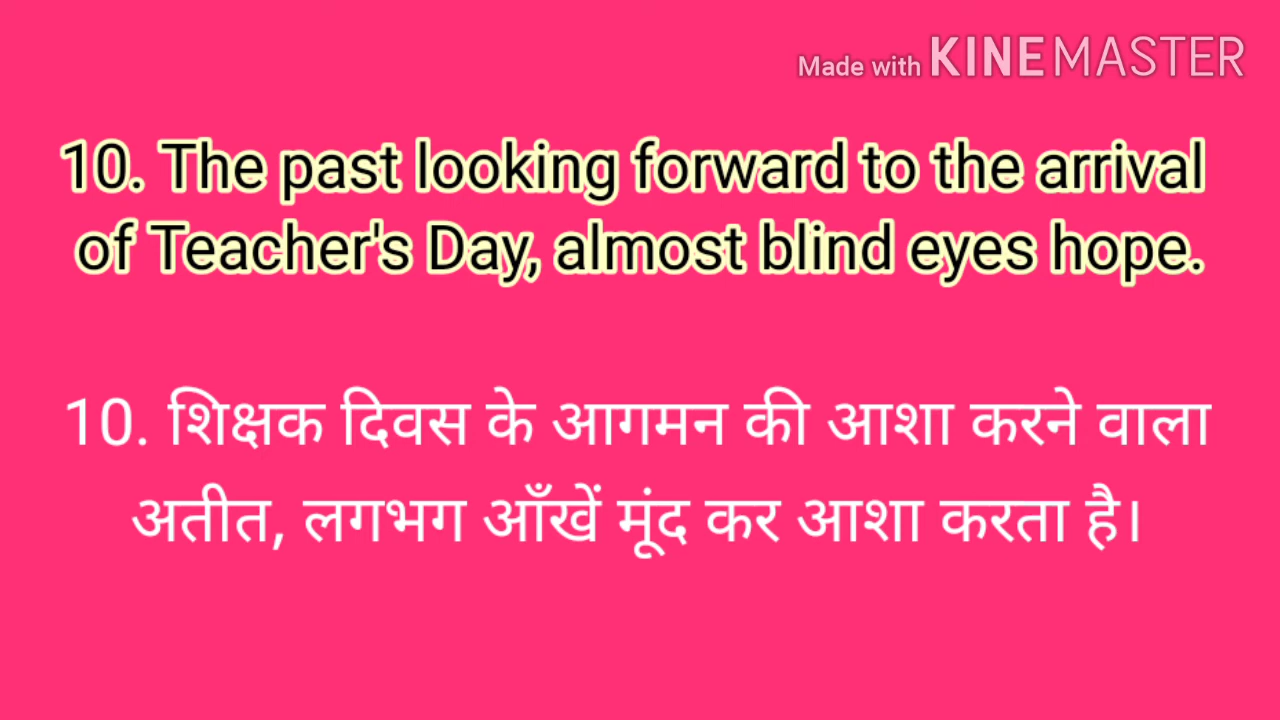 Made with KINEMASTER
10. The past looking forward to the arrival
of Teacher's Day, almost blind eyes hope.
10. शिक्षक दिवस के आगमन की आशा करने वाला
अतीत, लगभग आँखें मूंद कर आशा करता है।